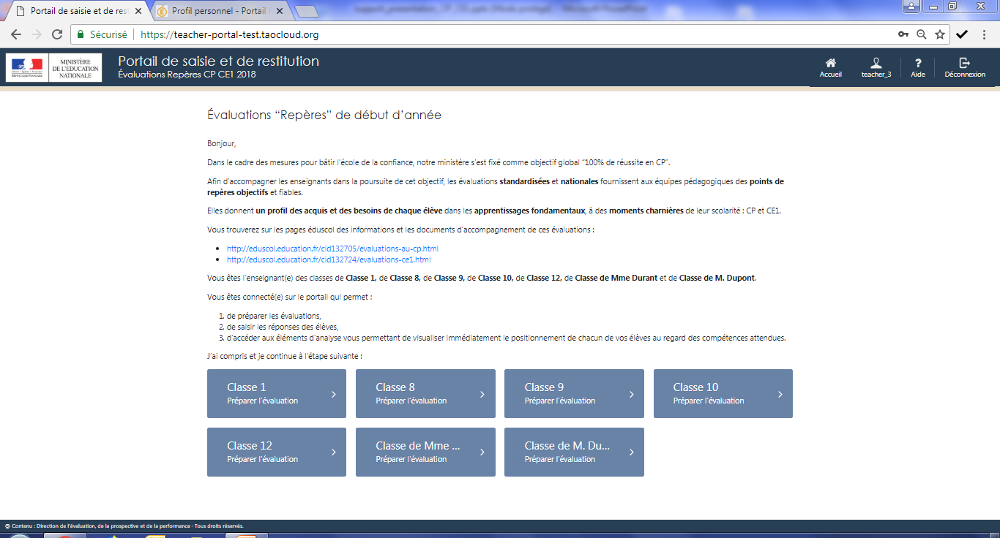 Portail de saisie et de rest
Profil personnel - Portail
Sécurisé
https://teacher-portal-test.taocloud.org
MINISTÈRE
DE L'ÉDUCATION
NATIONALE
RÉPUBLIQUE FRANÇAISE
Portail de saisie et de restitution
Évaluations Repères CP CE1 2018
Accueil
teacher_3
Aide
Déconnexion
Évaluations “Repères” de début d’année
Bonjour,
Dans le cadre des mesures pour bâtir l’école de la confiance, notre ministère s’est fixé comme objectif global “100% de réussite en CP”.
Afin d’accompagner les enseignants dans la poursuite de cet objectif, les évaluations standardisées et nationales fournissent aux équipes pédagogiques des points de
repères objectifs et fiables.
Elles donnent un profil des acquis et des besoins de chaque élève dans les apprentissages fondamentaux, à des moments charnières de leur scolarité : CP et CE1.
Vous trouverez sur les pages éduscol des informations et les documents d’accompagnement de ces évaluations :
• http://eduscol.education.fr/cid132705/evaluations-au-cp.html
• http://eduscol.education.fr/cid132724/evaluations-ce1.html
Vous êtes l’enseignant(e) des classes de Classe 1, de Classe 8, de Classe 9, de Classe 10, de Classe 12, de Classe de Mme Durant et de Classe de M. Dupont.
Vous êtes connecté(e) sur le portail qui permet :
1. de préparer les évaluations,
2. de saisir les réponses des élèves,
3. d’accéder aux éléments d’analyse vous permettant de visualiser immédiatement le positionnement de chacun de vos élèves au regard des compétences attendues.
J’ai compris et je continue à l’étape suivante :
Classe 1
Préparer l’évaluation
Classe 8
Préparer l’évaluation
Classe 9
Préparer l’évaluation
Classe 10
Préparer l’évaluation
Classe 12
Préparer l’évaluation
Classe de Mme ...
Préparer l’évaluation
Classe de M. Du...
Préparer l’évaluation
© Contenu : Direction de l’évaluation, de la prospective et de la performance - Tous droits réservés.